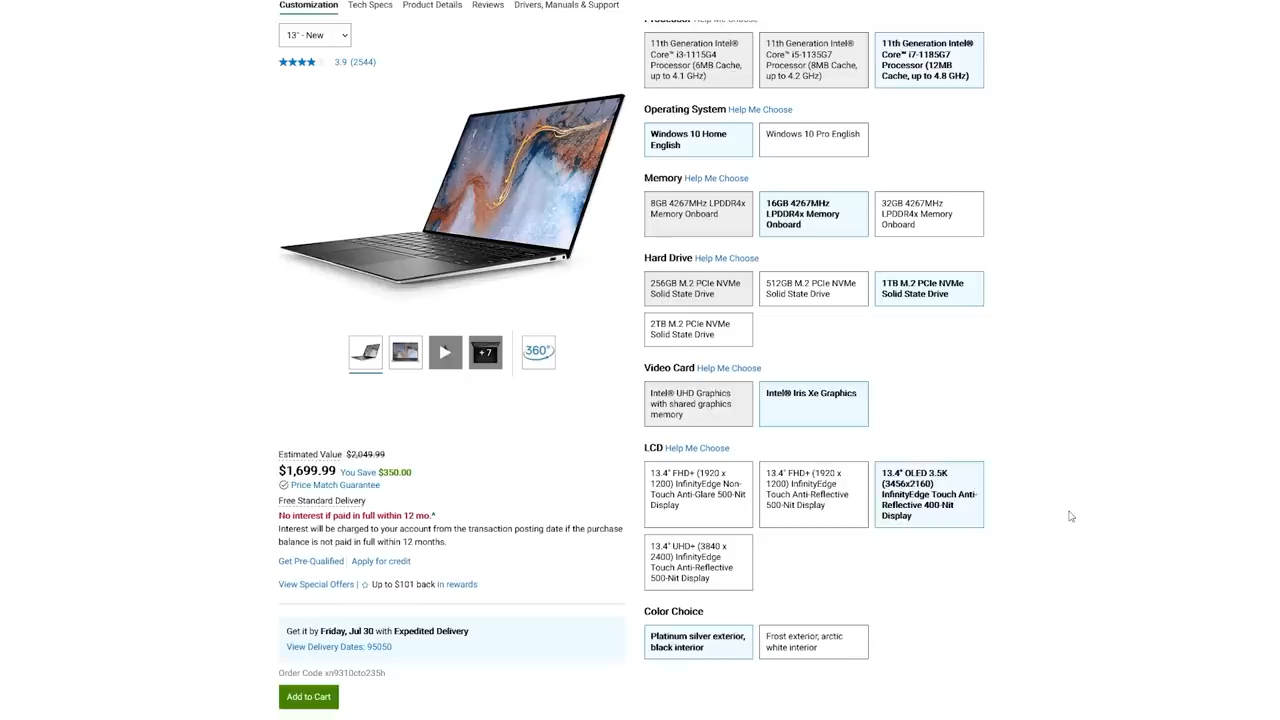 Customization Tech Specs Product Details Reviews Drivers, Manuals & Support
13" - New
3.9 (2544)
+ 7
360°
Estimated Value $2,049.99
$1,699.99 You Save $350.00
Price Match Guarantee
Free Standard Delivery
No interest if paid in full within 12 mo.^
Interest will be charged to your account from the transaction posting date if the purchase
balance is not paid in full within 12 months.
Get Pre-Qualified | Apply for credit
View Special Offers | Up to $101 back in rewards
Get it by Friday, Jul 30 with Expedited Delivery
View Delivery Dates: 95050
Order Code xn9310cto235h
Add to Cart
Processor Help Me Choose
11th Generation Intel®
Core™ i3-1115G4
Processor (6MB Cache,
up to 4.1 GHz)
11th Generation Intel®
Core™ i5-1135G7
Processor (8MB Cache,
up to 4.2 GHz)
11th Generation Intel®
Core™ i7-1185G7
Processor (12MB
Cache, up to 4.8 GHz)
Operating System Help Me Choose
Windows 10 Home
English
Windows 10 Pro English
Memory Help Me Choose
8GB 4267MHz LPDDR4x
Memory Onboard
16GB 4267MHz
LPDDR4x Memory
Onboard
32GB 4267MHz
LPDDR4x Memory
Onboard
Hard Drive Help Me Choose
256GB M.2 PCIe NVMe
Solid State Drive
512GB M.2 PCIe NVMe
Solid State Drive
1TB M.2 PCIe NVMe
Solid State Drive
2TB M.2 PCIe NVMe
Solid State Drive
Video Card Help Me Choose
Intel® UHD Graphics
with shared graphics
memory
Intel® Iris Xe Graphics
LCD Help Me Choose
13.4" FHD+ (1920 x
1200) InfinityEdge Non-
Touch Anti-Glare 500-Nit
Display
13.4" FHD+ (1920 x
1200) InfinityEdge
Touch Anti-Reflective
500-Nit Display
13.4" OLED 3.5K
(3456x2160)
InfinityEdge Touch Anti-
Reflective 400-Nit
Display
13.4" UHD+ (3840 x
2400) InfinityEdge
Touch Anti-Reflective
500-Nit Display
Color Choice
Platinum silver exterior,
black interior
Frost exterior, arctic
white interior